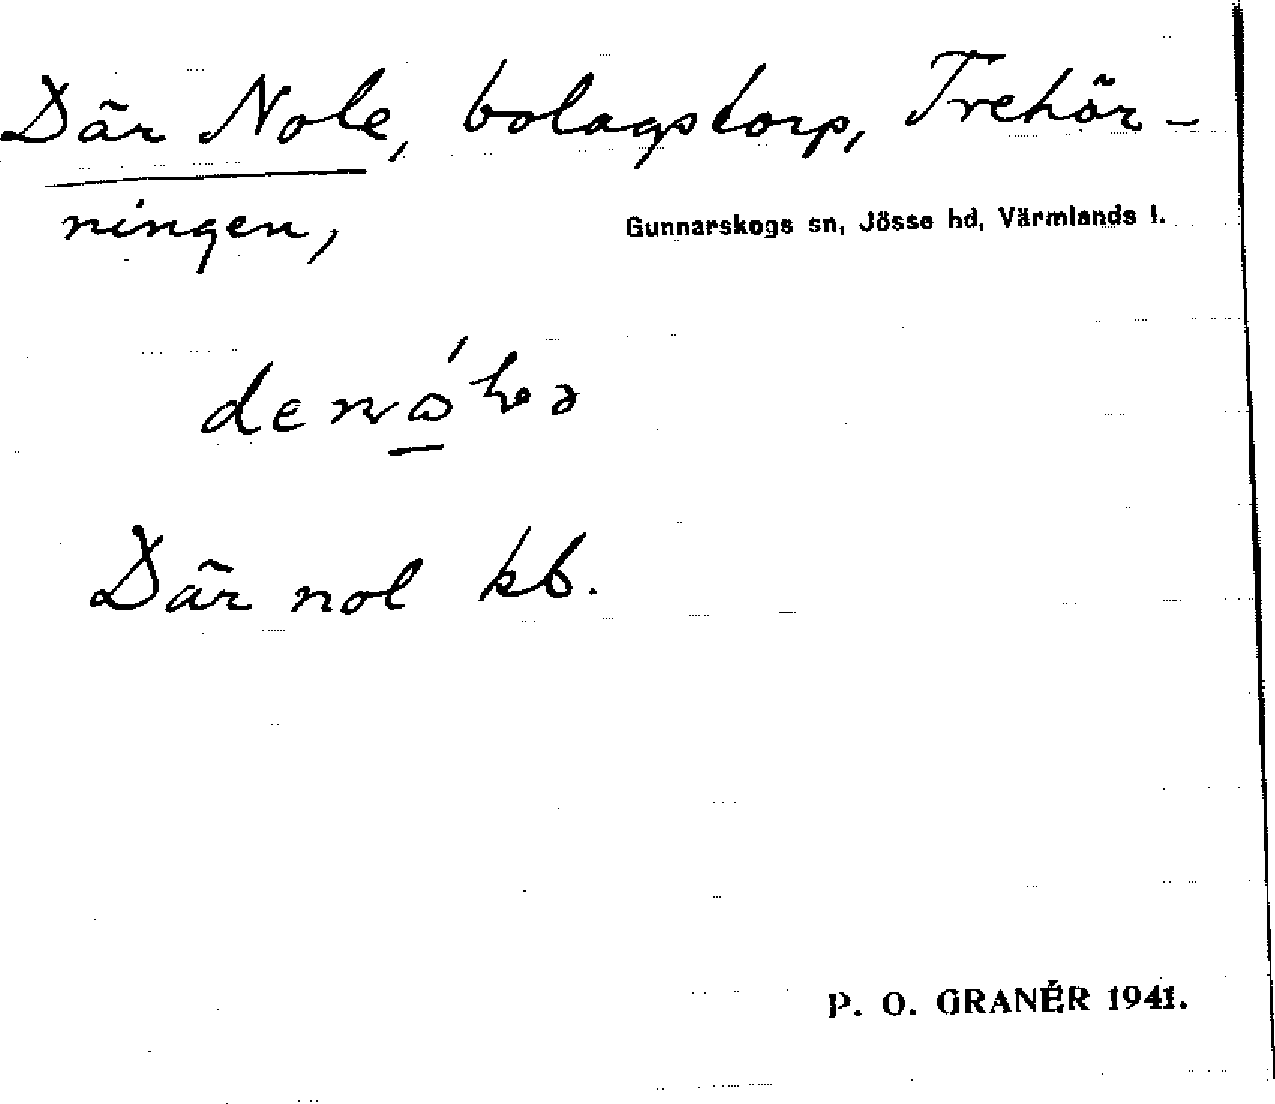 Där Nole, bolagstorp, Trehör-
ningen,
Gunnarskogs sn, Jösse hd, Värmlands l.
Där nol kb.
P. O. GRANÉR 1941.